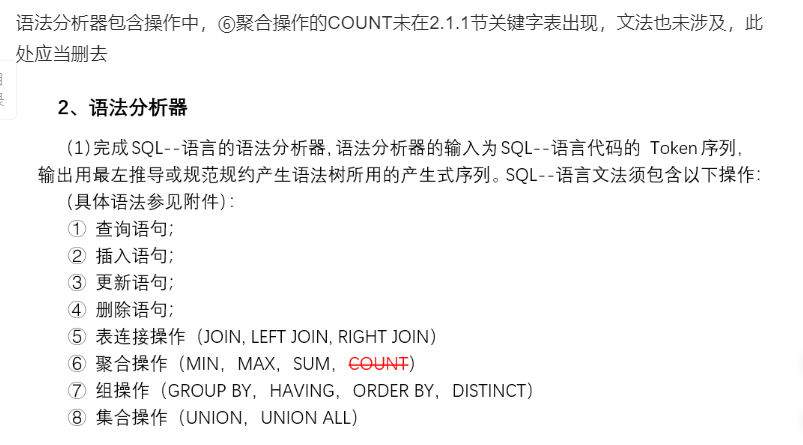 语法分析器包含操作中，⑥聚合操作的COUNT未在2.1.1节关键字表出现，文法也未涉及，此
处应当删去
2、语法分析器
(1)完成SQL--语言的语法分析器, 语法分析器的输入为SQL--语言代码的 Token序列,
输出用最左推导或规范规约产生语法树所用的产生式序列。SQL--语言文法须包含以下操作：
(具体语法参见附件)：
① 查询语句;
② 插入语句;
③ 更新语句;
④ 删除语句;
⑤ 表连接操作（JOIN, LEFT JOIN, RIGHT JOIN）
⑥ 聚合操作（MIN，MAX，SUM，COUNT）
⑦ 组操作（GROUP BY，HAVING，ORDER BY，DISTINCT）
⑧ 集合操作（UNION，UNION ALL）